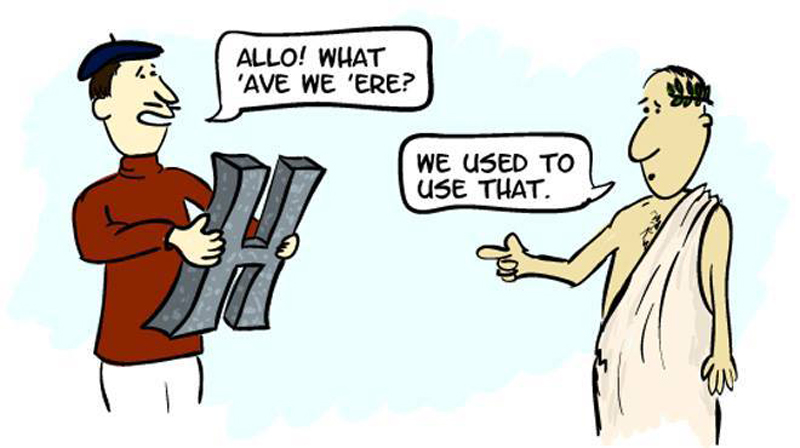 ALLO! WHAT
'AVE WE 'ERE?
H
WE USED TO
USE THAT.